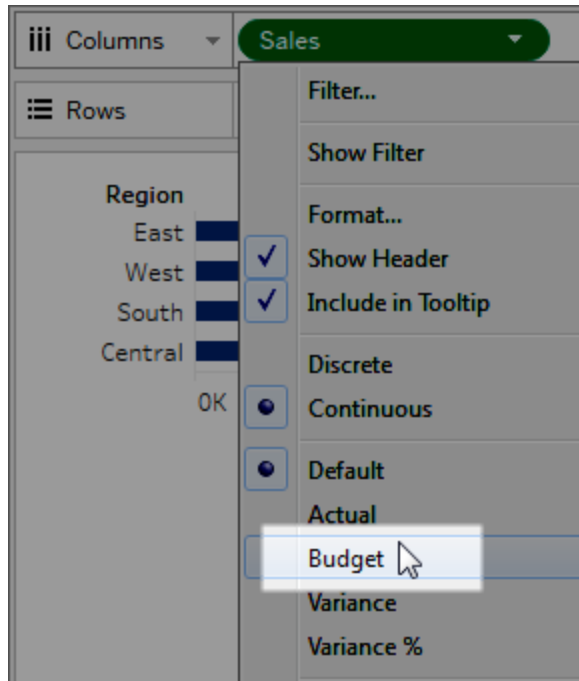 Columns
Sales
Rows
Filter...
Show Filter
Format...
Show Header
Include in Tooltip
Discrete
Continuous
Default
Actual
Budget
Variance
Variance %
Region
East
West
South
Central
0K